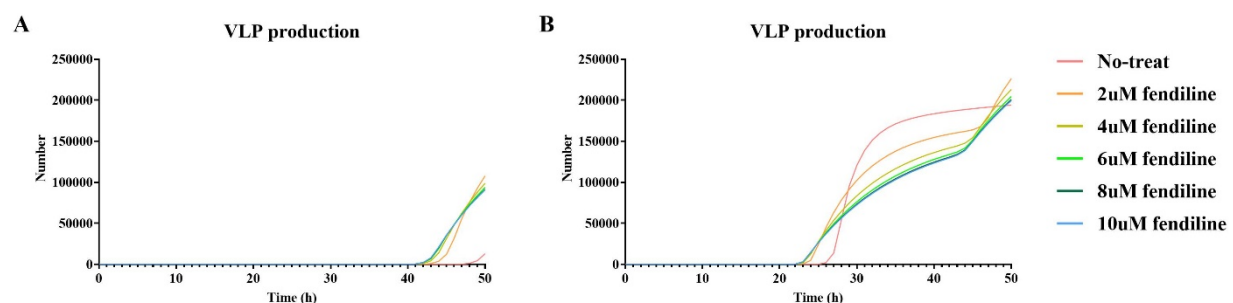 A
VLP production
250000
200000
150000
100000
50000
0
Number
0
10
20
30
40
50
Time (h)
B
VLP production
250000
200000
150000
100000
50000
0
Number
0
10
20
30
40
50
Time (h)
No-treat
2uM fendiline
4uM fendiline
6uM fendiline
8uM fendiline
10uM fendiline